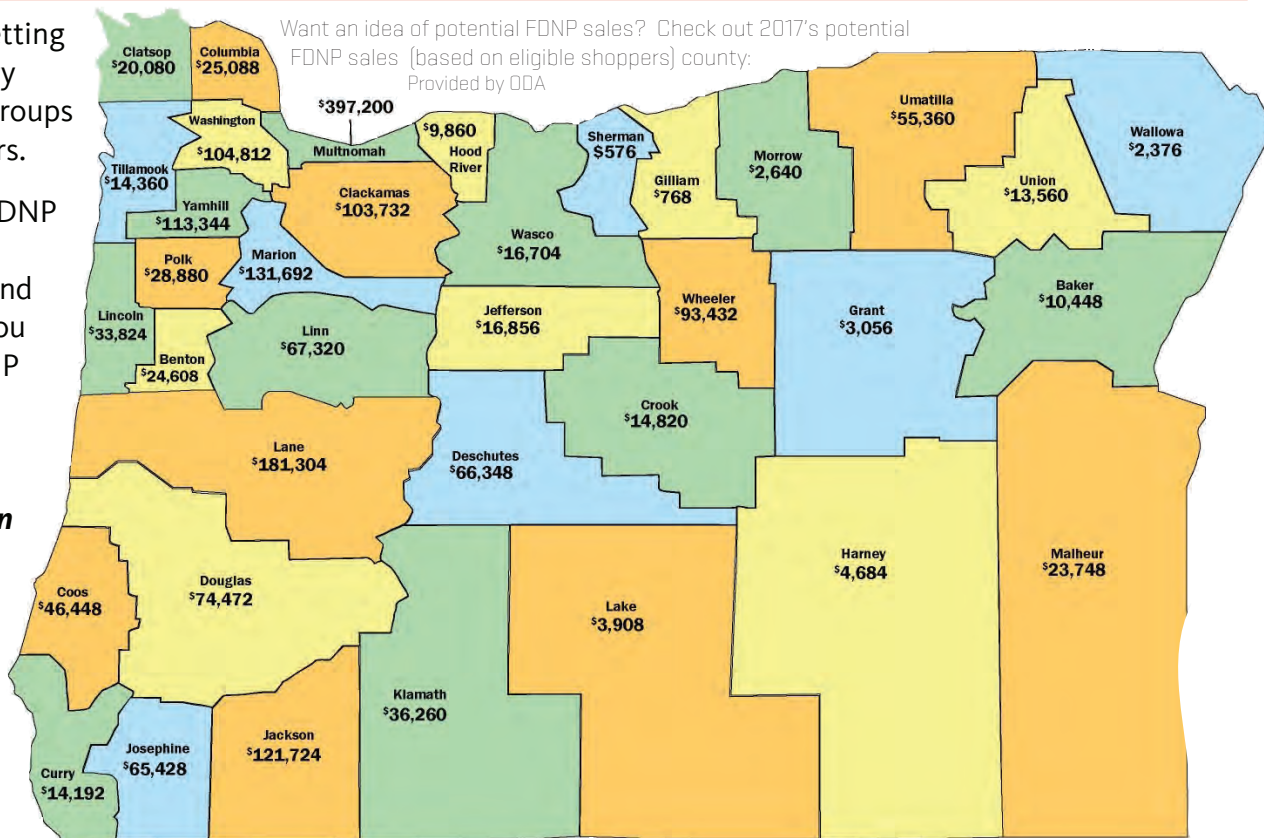 etting
y
roups
rs.
DNP
nd
ou
P
n
Want an idea of potential FDNP sales? Check out 2017's potential
FDNP sales (based on eligible shoppers) county:
Provided by ODA
Clatsop
$20,080
Columbia
$25,088
$397,200
Multnomah
Washington
$104,812
Tillamook
$14,360
Yamhill
$113,344
Clackamas
$103,732
$9,860
Hood
River
Wasco
$16,704
Sherman
$576
Gilliam
$768
Morrow
$2,640
Umatilla
$55,360
Union
$13,560
Wallowa
$2,376
Polk
$28,880
Marion
$131,692
Lincoln
$33,824
Benton
$24,608
Linn
$67,320
Jefferson
$16,856
Wheeler
$93,432
Grant
$3,056
Baker
$10,448
Crook
$14,820
Lane
$181,304
Deschutes
$66,348
Harney
$4,684
Malheur
$23,748
Coos
$46,448
Douglas
$74,472
Lake
$3,908
Klamath
$36,260
Curry
$14,192
Josephine
$65,428
Jackson
$121,724